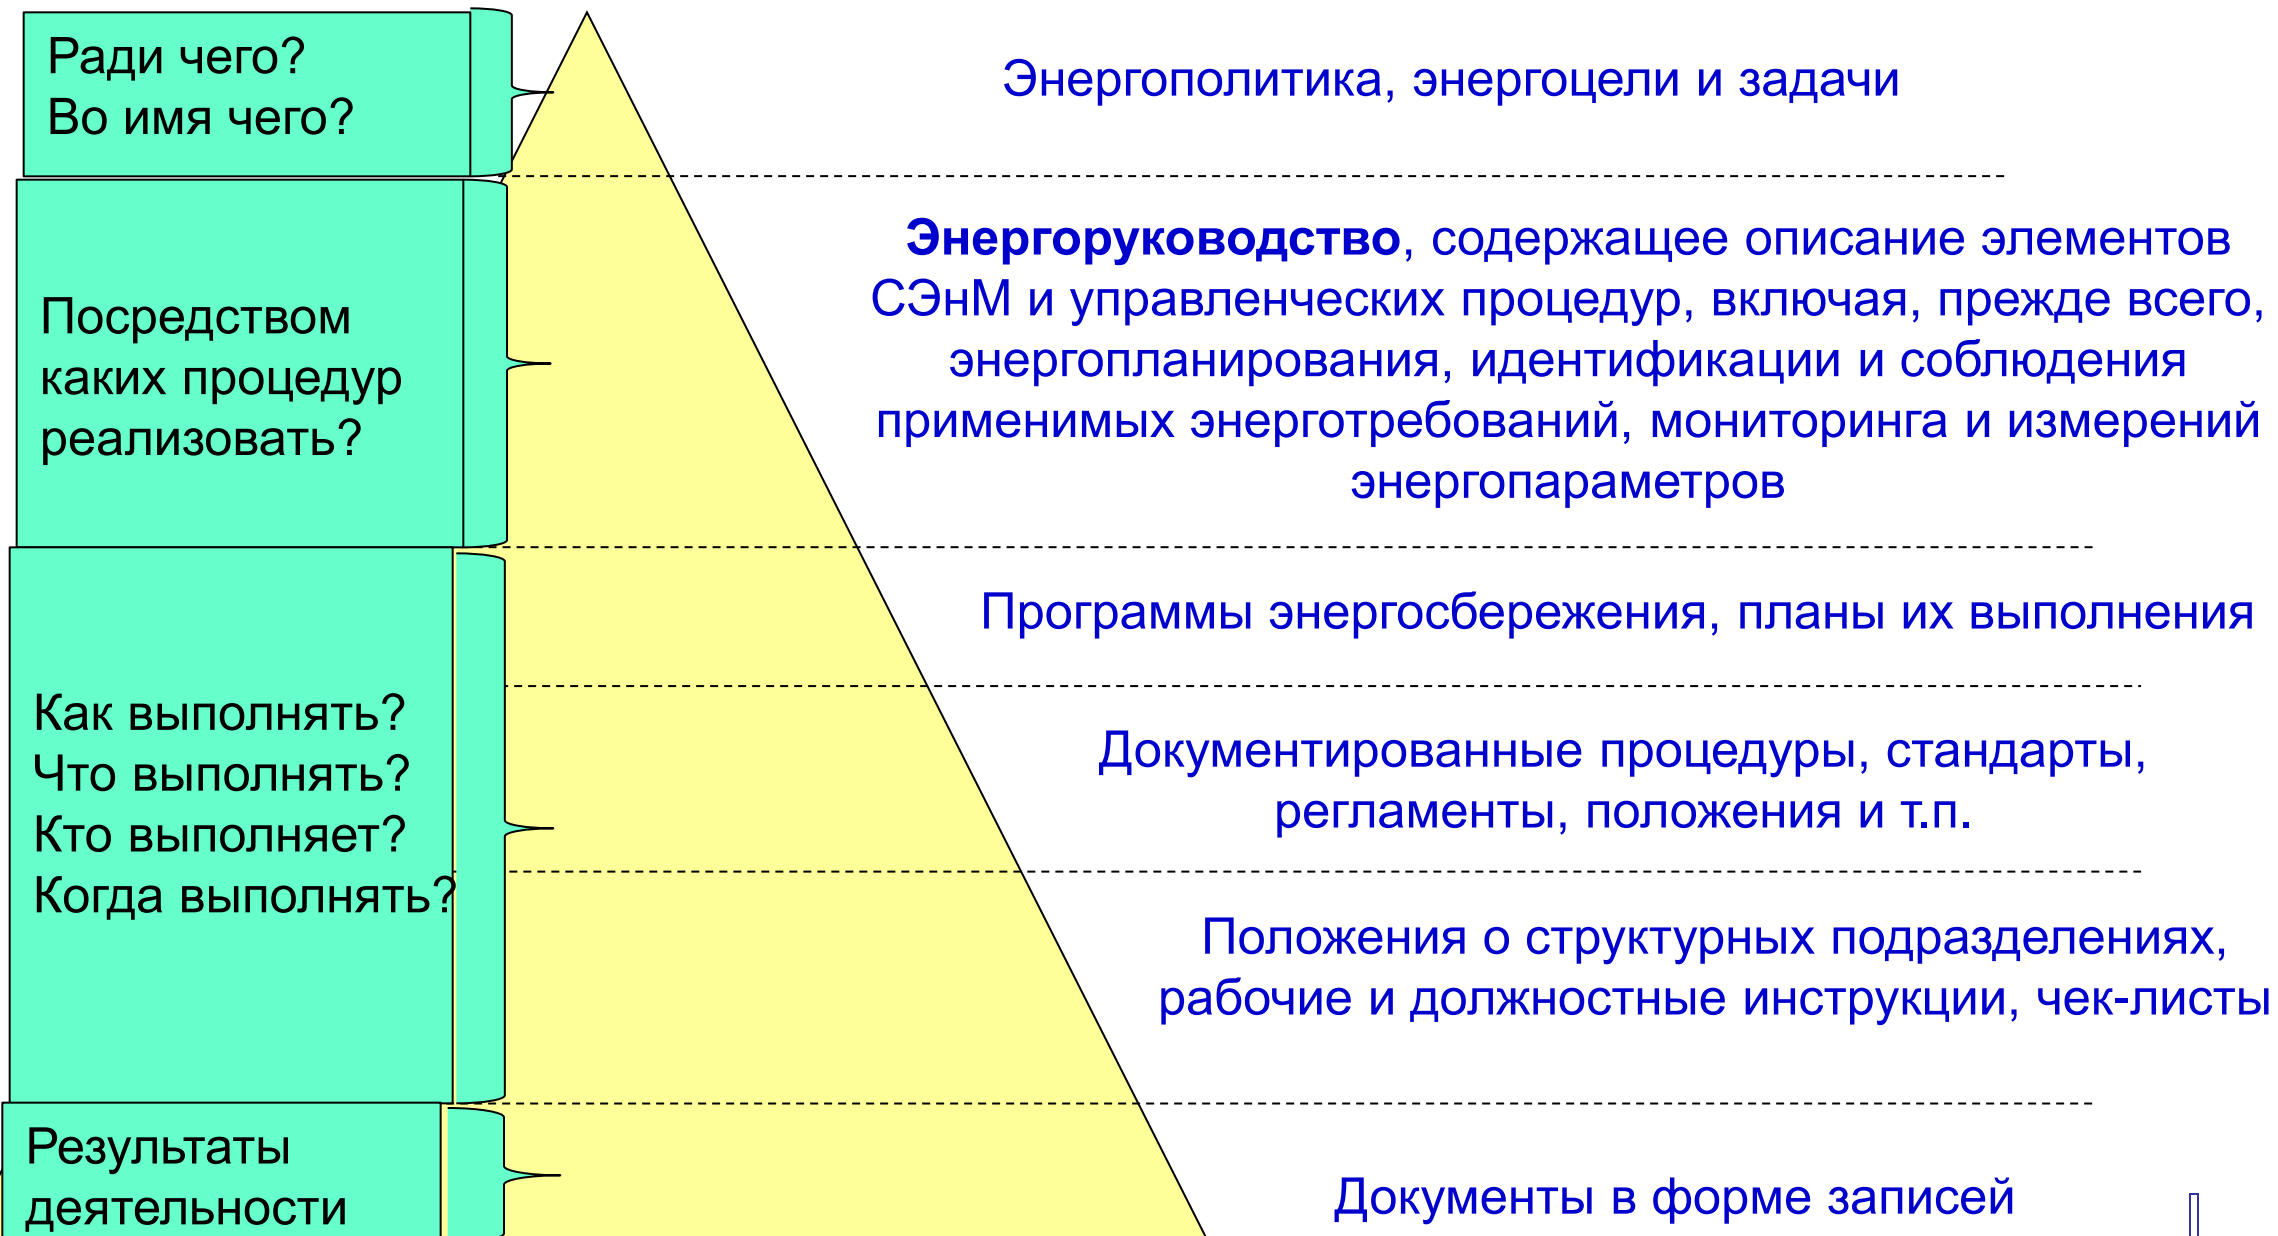 Ради чего?
Во имя чего?
Энергополитика, энергоцели и задачи
Посредством
каких процедур
реализовать?
Энергоруководство, содержащее описание элементов
СЭнМ и управленческих процедур, включая, прежде всего,
энергопланирования, идентификации и соблюдения
применимых энерготребований, мониторинга и измерений
энергопараметров
Как выполнять?
Что выполнять?
Кто выполняет?
Когда выполнять?
Программы энергосбережения, планы их выполнения
Документированные процедуры, стандарты,
регламенты, положения и т.п.
Положения о структурных подразделениях,
рабочие и должностные инструкции, чек-листы
Результаты
деятельности
Документы в форме записей